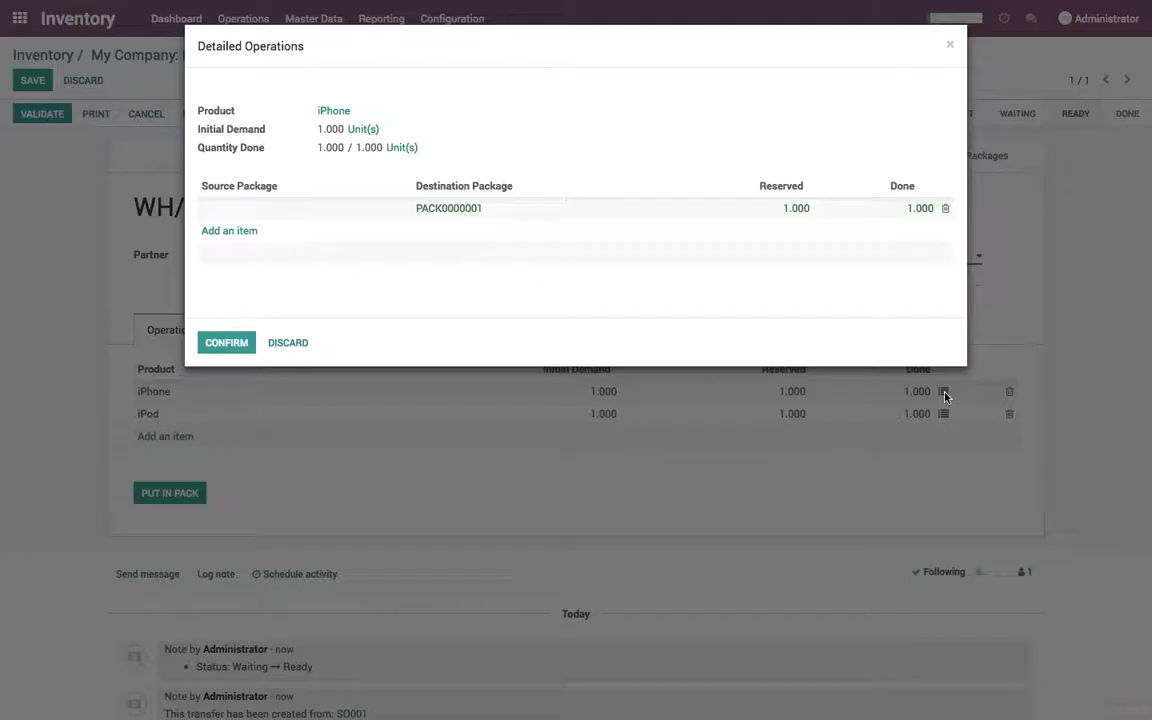 Inventory Dashboard Operations Master Data Reporting Configuration Administrator
Inventory / My Company:
SAVE DISCARD 1 / 1
VALIDATE PRINT CANCEL WAITING READY DONE
Packages
WH/
Partner
Detailed Operations ×
Product iPhone
Initial Demand 1.000 Unit(s)
Quantity Done 1.000 / 1.000 Unit(s)
Source Package Destination Package Reserved Done
PACK0000001 1.000 1.000
Add an item
CONFIRM DISCARD
Product Initial Demand Reserved Done
iPhone 1.000 1.000 1.000
iPod 1.000 1.000 1.000
Add an item
PUT IN PACK
Send message Log note Schedule activity Following 1
Today
Note by Administrator - now
• Status: Waiting → Ready
Note by Administrator - now
This transfer has been created from: SO001